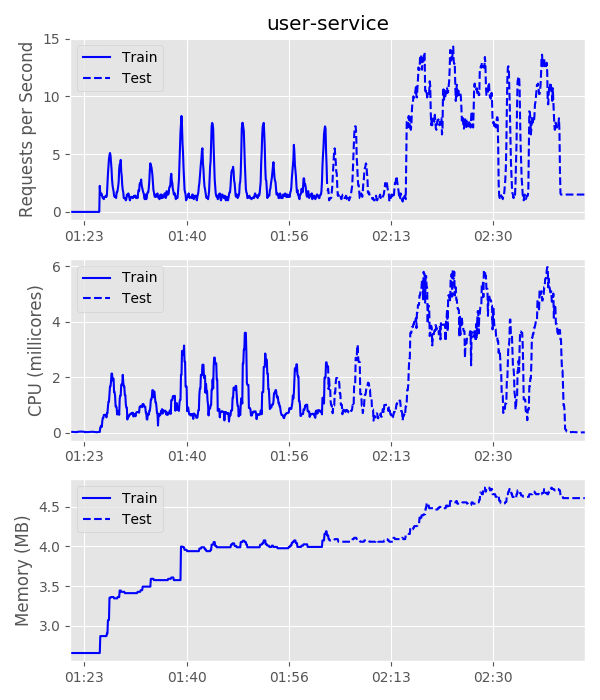 user-service
Requests per Second
15
10
5
0
Train
Test
01:23 01:40 01:56 02:13 02:30
CPU (millicores)
6
4
2
0
Train
Test
01:23 01:40 01:56 02:13 02:30
Memory (MB)
4.5
4.0
3.5
3.0
Train
Test
01:23 01:40 01:56 02:13 02:30